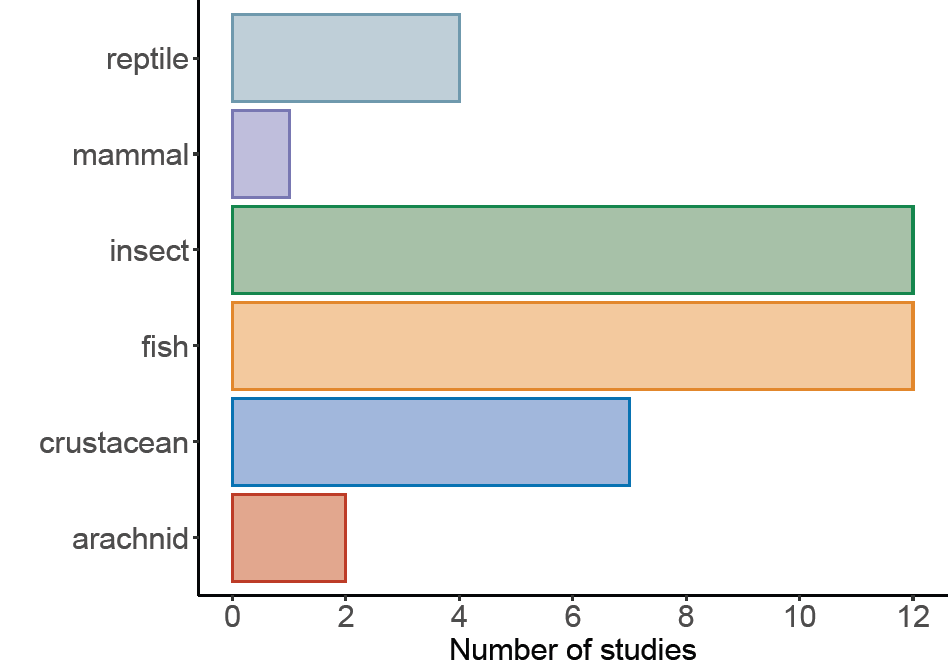 reptile
mammal
insect
fish
crustacean
arachnid
0 2 4 6 8 10 12
Number of studies